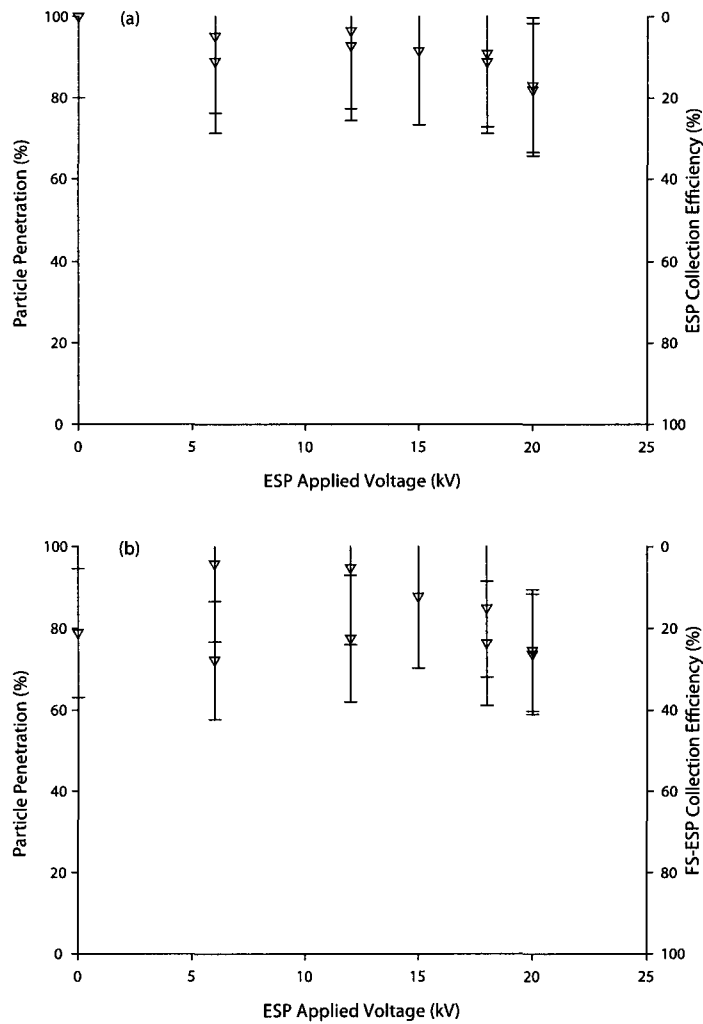 (a)
Particle Penetration (%)
100
80
60
40
20
0
0
20
40
60
80
100
ESP Collection Efficiency (%)
0 5 10 15 20 25
ESP Applied Voltage (kV)
(b)
Particle Penetration (%)
100
80
60
40
20
0
0
20
40
60
80
100
FS-ESP Collection Efficiency (%)
0 5 10 15 20 25
ESP Applied Voltage (kV)